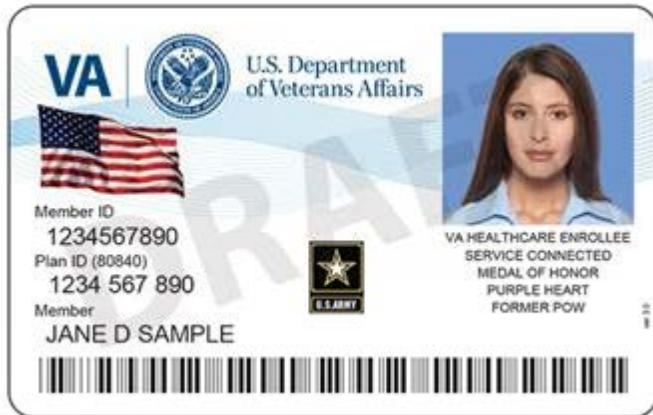 VA
U.S. Department
of Veterans Affairs
Member ID
1234567890
Plan ID (80840)
1234 567 890
Member
JANE D SAMPLE
U.S.ARMY
VA HEALTHCARE ENROLLEE
SERVICE CONNECTED
MEDAL OF HONOR
PURPLE HEART
FORMER POW
DRAFT